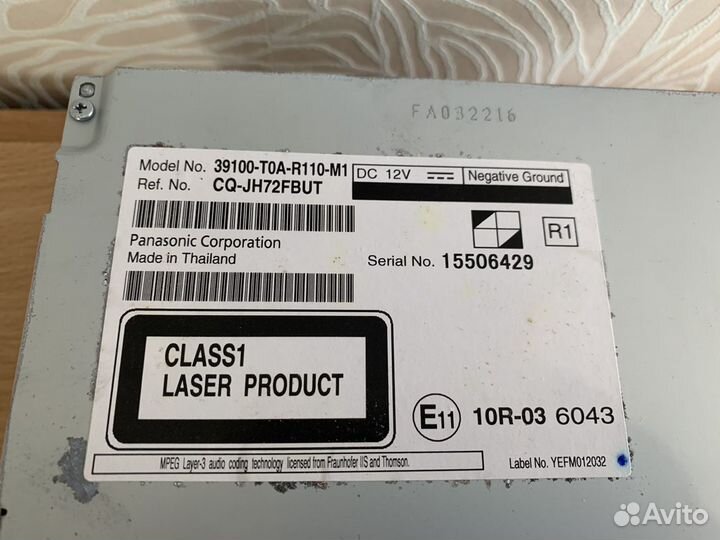 FA032216
Model No. 39100-T0A-R110-M1
Ref. No. CQ-JH72FBUT
DC 12V Negative Ground
R1
Panasonic Corporation
Made in Thailand
Serial No. 15506429
CLASS1
LASER PRODUCT
E11 10R-03 6043
MPEG Layer-3 audio coding technology licensed from Fraunhofer IIS and Thomson.
Label No. YEFM012032
Avito